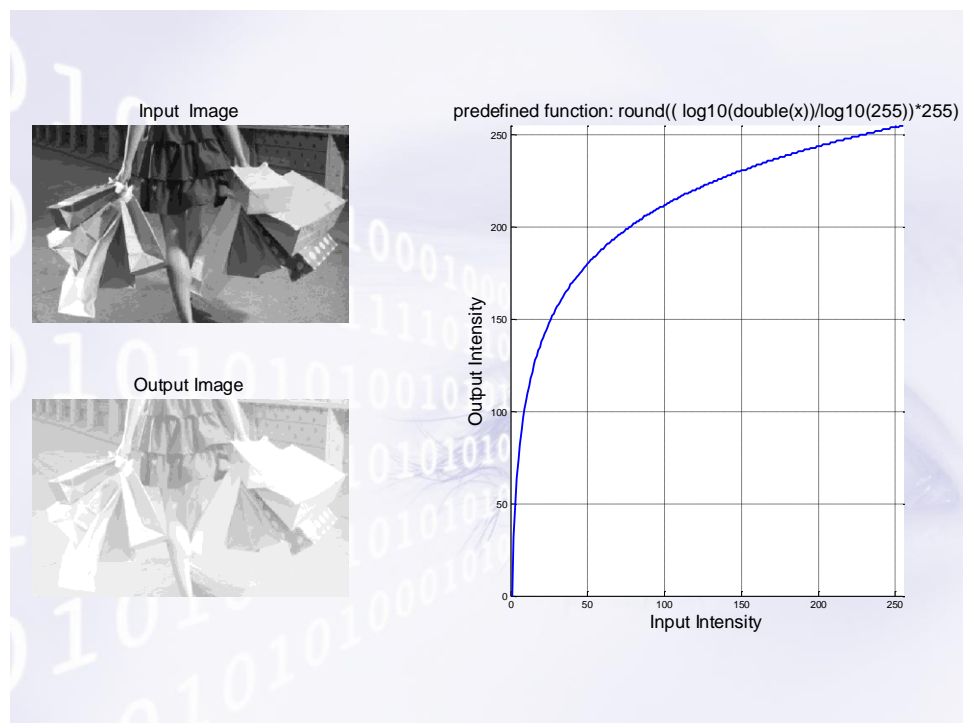 Input  Image
predefined function: round(( log10(double(x))/log10(255))*255)
250
200
150
100
50
0
Output Intensity
0 50 100 150 200 250
Input Intensity
Output Image